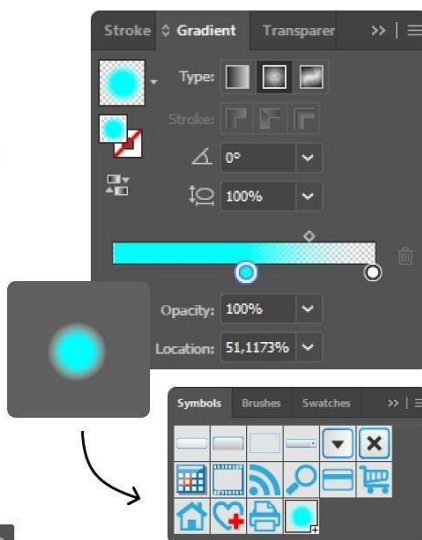 Stroke Gradient Transparer
Type:
Stroke:
0°
100%
Opacity: 100%
Location: 51,1173%
Symbols Brushes Swatches